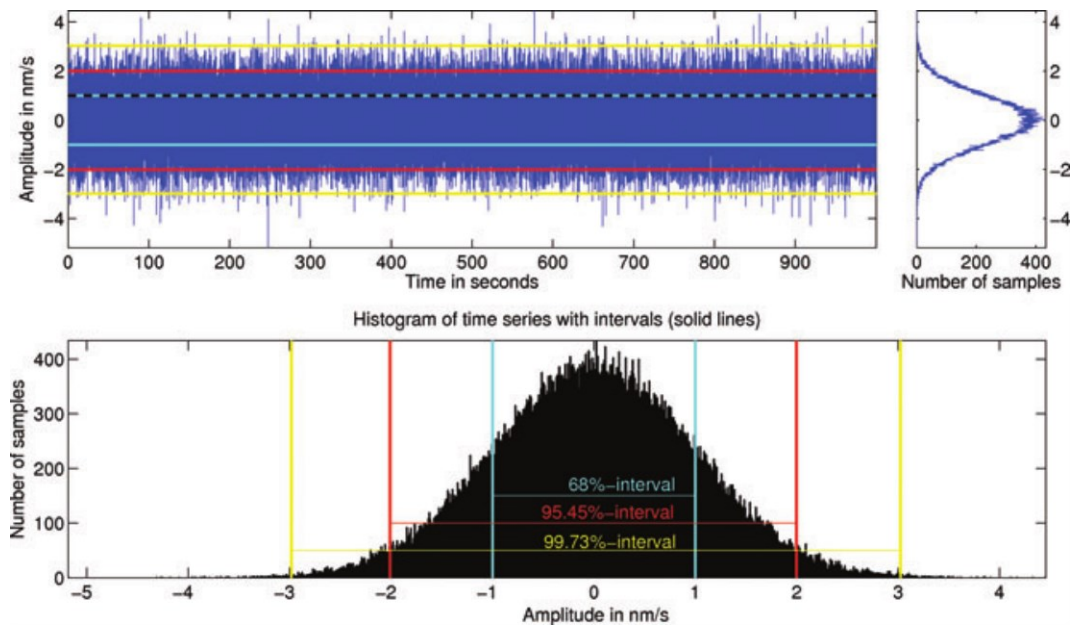 4
2
0
−2
−4
Amplitude in nm/s
0 100 200 300 400 500 600 700 800 900
Time in seconds
4
2
0
−2
−4
0 200 400
Number of samples
Histogram of time series with intervals (solid lines)
400
300
200
100
0
Number of samples
68%−interval
95.45%−interval
99.73%−interval
−5 −4 −3 −2 −1 0 1 2 3 4
Amplitude in nm/s